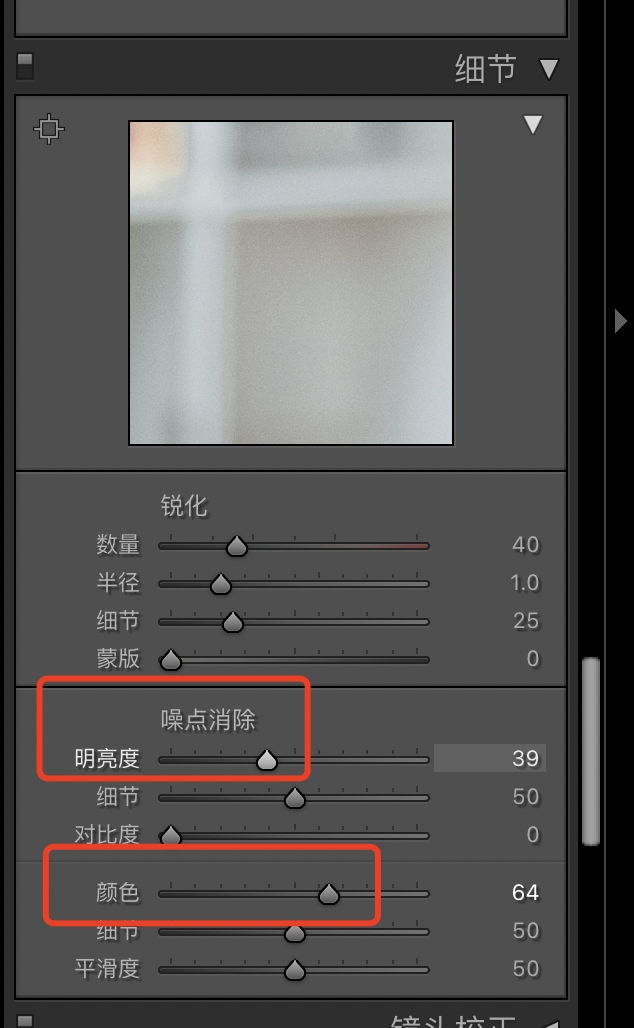 细节
锐化
数量 40
半径 1.0
细节 25
蒙版 0
噪点消除
明亮度 39
细节 50
对比度 0
颜色 64
细节 50
平滑度 50
镜头校正